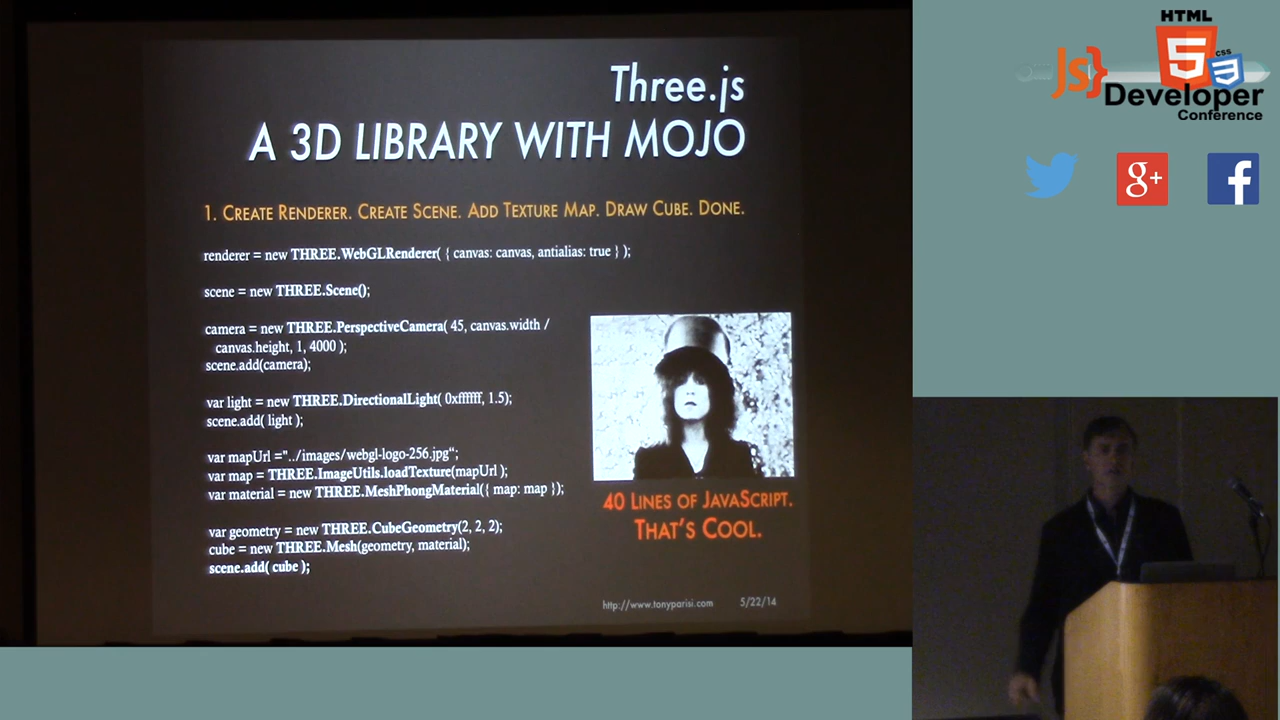 Three.js
A 3D LIBRARY WITH MOJO
1. CREATE RENDERER. CREATE SCENE. ADD TEXTURE MAP. DRAW CUBE. DONE.
renderer = new THREE.WebGLRenderer( { canvas: canvas, antialias: true } );
scene = new THREE.Scene();
camera = new THREE.PerspectiveCamera( 45, canvas.width /
canvas.height, 1, 4000 );
scene.add(camera);
var light = new THREE.DirectionalLight( 0xffffff, 1.5);
scene.add( light );
var mapUrl ="../images/webgl-logo-256.jpg“;
var map = THREE.ImageUtils.loadTexture(mapUrl );
var material = new THREE.MeshPhongMaterial({ map: map });
var geometry = new THREE.CubeGeometry(2, 2, 2);
cube = new THREE.Mesh(geometry, material);
scene.add( cube );
40 LINES OF JAVASCRIPT.
THAT'S COOL.
http://www.tonyparisi.com 5/22/14
HTML
JS} 5 css 3
Developer
Conference
g+ f